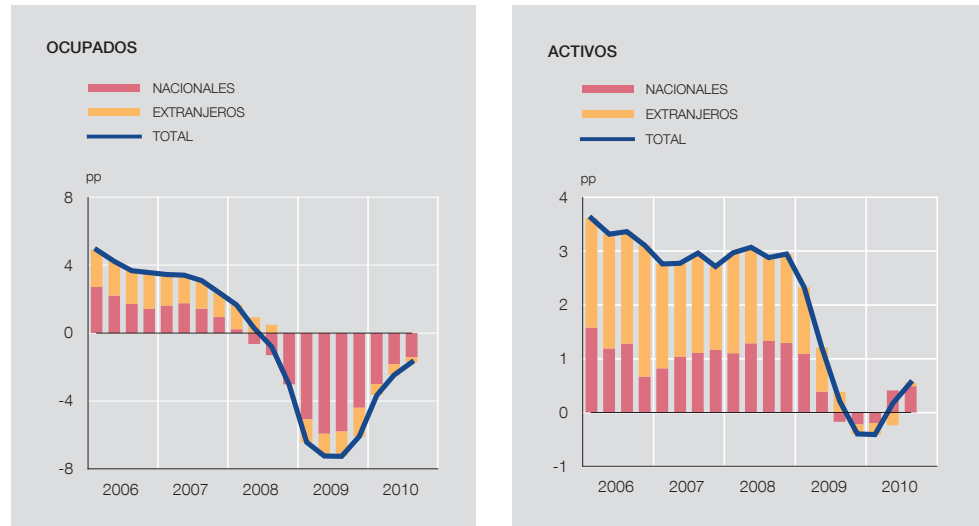 OCUPADOS
NACIONALES
EXTRANJEROS
TOTAL
pp
8
4
0
-4
-8
2006 2007 2008 2009 2010
ACTIVOS
NACIONALES
EXTRANJEROS
TOTAL
pp
4
3
2
1
0
-1
2006 2007 2008 2009 2010